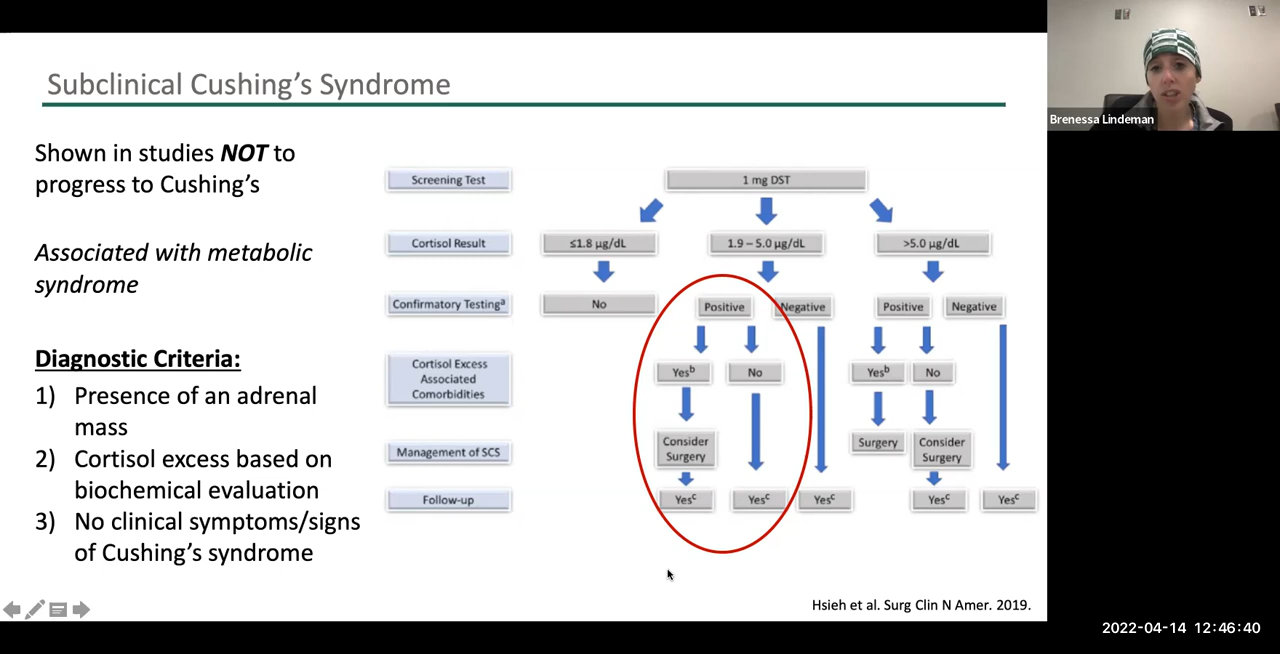 Subclinical Cushing's Syndrome
Brenessa Lindeman
Shown in studies NOT to
progress to Cushing's
Associated with metabolic
syndrome
Diagnostic Criteria:
1) Presence of an adrenal
mass
2) Cortisol excess based on
biochemical evaluation
3) No clinical symptoms/signs
of Cushing's syndrome
Screening Test
1 mg DST
Cortisol Result
≤1.8 µg/dL
1.9 – 5.0 µg/dL
>5.0 µg/dL
Confirmatory Testingᵃ
No
Positive
Negative
Positive
Negative
Cortisol Excess
Associated
Comorbidities
Yesᵇ
No
Yesᵇ
No
Management of SCS
Consider
Surgery
Surgery
Consider
Surgery
Follow-up
Yesᶜ
Yesᶜ
Yesᶜ
Yesᶜ
Yesᶜ
Hsieh et al. Surg Clin N Amer. 2019.
2022-04-14 12:46:40